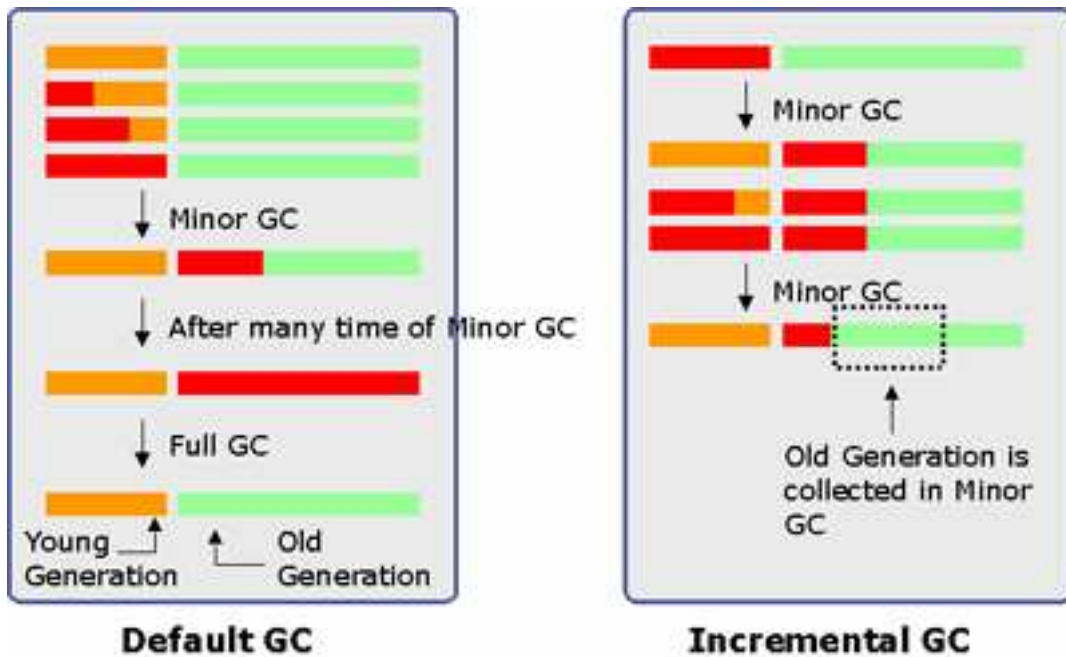 Minor GC
After many time of Minor GC
Full GC
Young
Generation
Old
Generation
Default GC
Minor GC
Minor GC
Old Generation is
collected in Minor
GC
Incremental GC